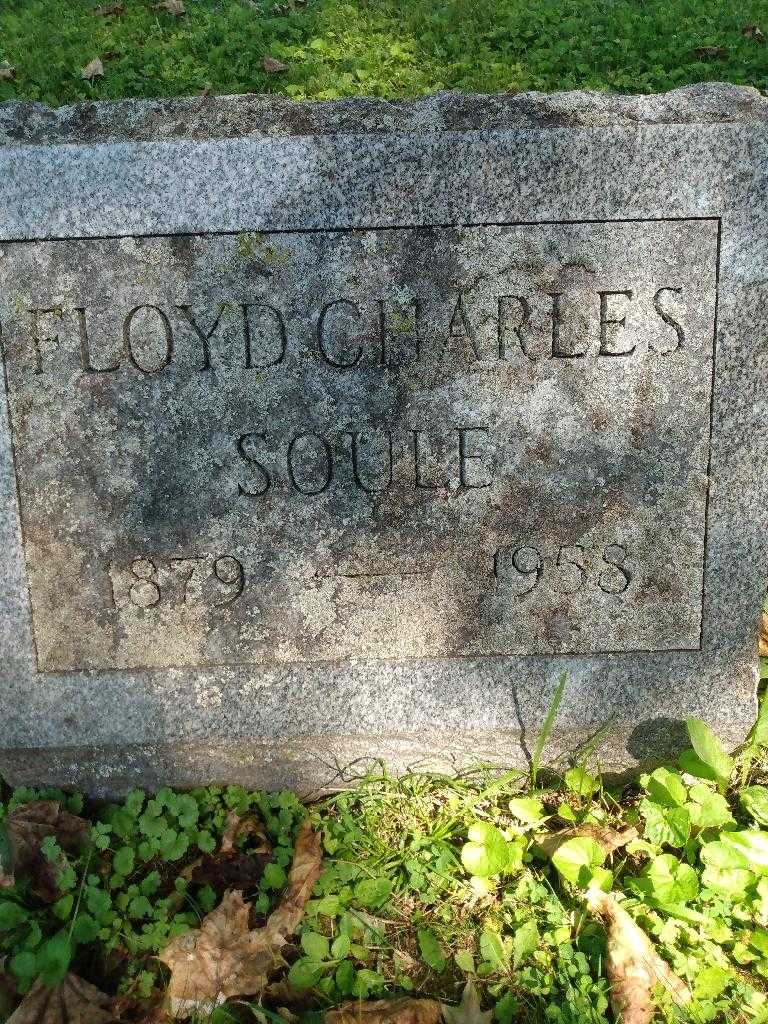 FLOYD CHARLES
SOULE
1879 — 1958